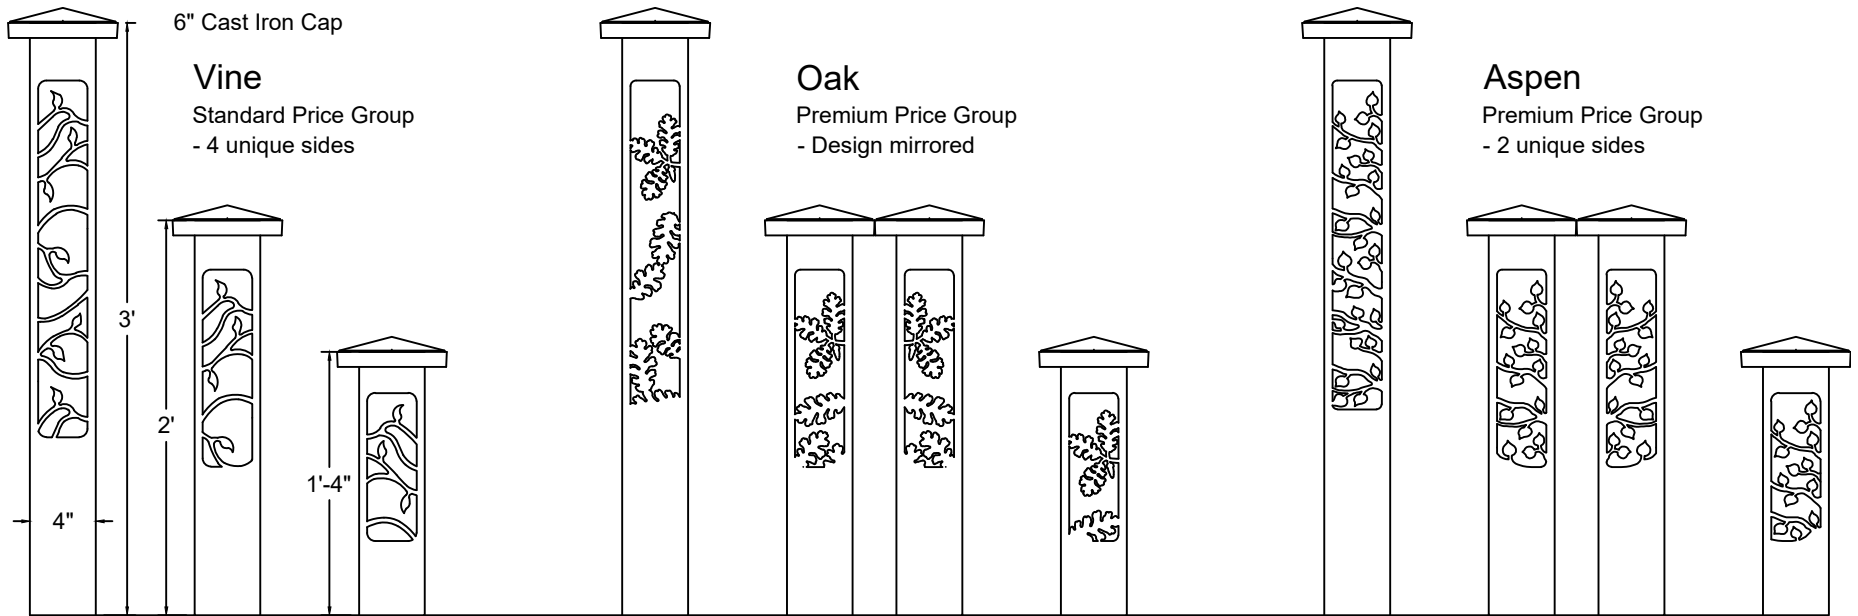 6" Cast Iron Cap
Vine
Standard Price Group
- 4 unique sides
Oak
Premium Price Group
- Design mirrored
Aspen
Premium Price Group
- 2 unique sides
3'
2'
1'-4"
4"